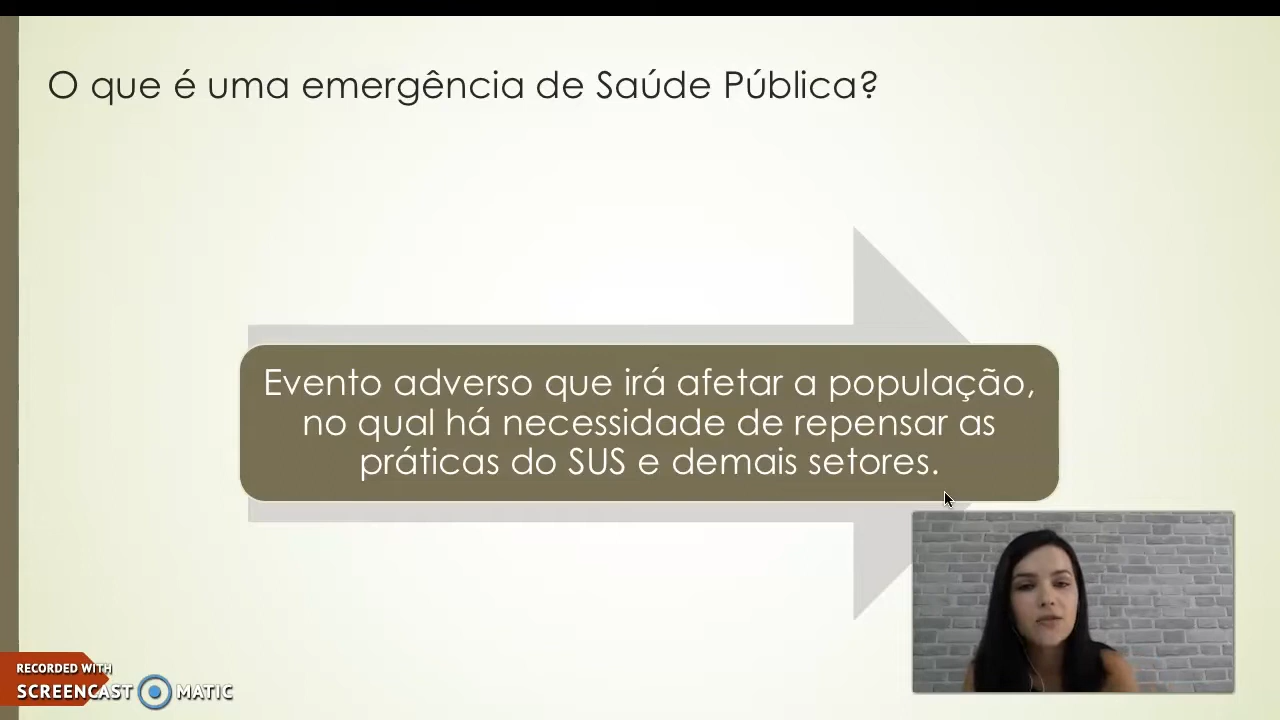 O que é uma emergência de Saúde Pública?
Evento adverso que irá afetar a população,
no qual há necessidade de repensar as
práticas do SUS e demais setores.
RECORDED WITH
SCREENCAST MATIC